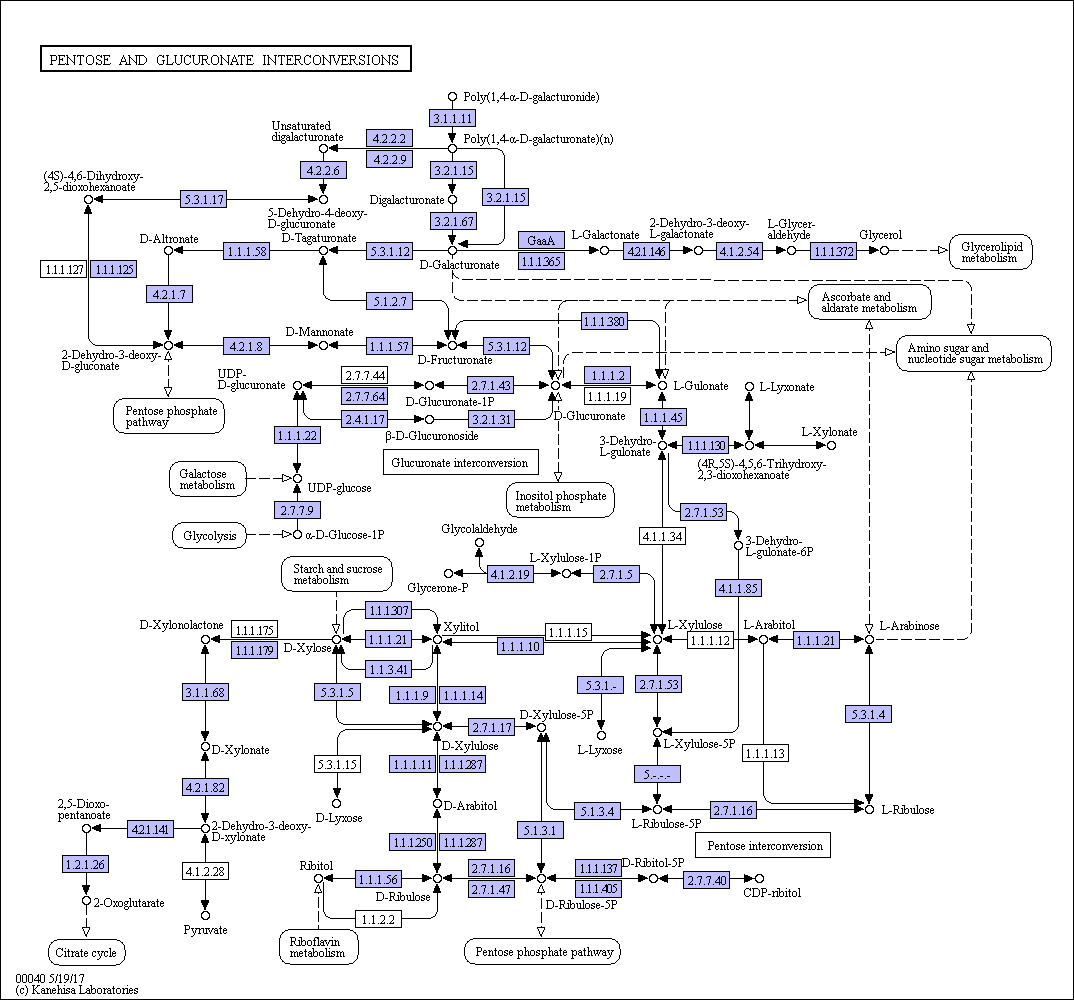 PENTOSE AND GLUCURONATE INTERCONVERSIONS
Poly(1,4-α-D-galacturonide)
3.1.1.11
Unsaturated
digalacturonate
4.2.2.2
Poly(1,4-α-D-galacturonate)(n)
4.2.2.9
4.2.2.6
3.2.1.15
(4S)-4,6-Dihydroxy-
2,5-dioxohexanoate
5.3.1.17
Digalacturonate
3.2.1.15
5-Dehydro-4-deoxy-
D-glucuronate
3.2.1.67
D-Altronate
D-Tagaturonate
L-Galactonate
2-Dehydro-3-deoxy-
L-galactonate
L-Glycer-
aldehyde
Glycerol
1.1.1.58
5.3.1.12
GaaA
1.1.1365
4.2.1.146
4.1.2.54
1.1.1372
Glycerolipid
metabolism
D-Galacturonate
1.1.1.127
1.1.1.125
4.2.1.7
5.1.2.7
Ascorbate and
aldarate metabolism
1.1.1.380
D-Mannonate
4.2.1.8
1.1.1.57
5.3.1.12
2-Dehydro-3-deoxy-
D-gluconate
D-Fructuronate
Amino sugar and
nucleotide sugar metabolism
UDP-
D-glucuronate
2.7.7.44
2.7.7.64
2.7.1.43
1.1.1.2
1.1.1.19
L-Gulonate
L-Lyxonate
D-Glucuronate-1P
D-Glucuronate
Pentose phosphate
pathway
2.4.1.17
3.2.1.31
1.1.1.45
1.1.1.22
β-D-Glucuronoside
3-Dehydro-
L-gulonate
1.1.1.130
L-Xylonate
Glucuronate interconversion
(4R,5S)-4,5,6-Trihydroxy-
2,3-dioxohexanoate
Galactose
metabolism
UDP-glucose
Inositol phosphate
metabolism
2.7.7.9
2.7.1.53
Glycolysis
α-D-Glucose-1P
Glycolaldehyde
4.1.1.34
3-Dehydro-
L-gulonate-6P
Starch and sucrose
metabolism
L-Xylulose-1P
4.1.2.19
2.7.1.5
Glycerone-P
4.1.1.85
1.1.1307
D-Xylonolactone
1.1.1.175
1.1.1.179
D-Xylose
1.1.1.21
Xylitol
1.1.1.15
1.1.1.10
L-Xylulose
1.1.1.12
L-Arabitol
1.1.1.21
L-Arabinose
1.1.3.41
3.1.1.68
5.3.1.5
1.1.1.9
1.1.1.14
5.3.1.-
2.7.1.53
5.3.1.4
2.7.1.17
D-Xylulose-5P
D-Xylulose
L-Lyxose
L-Xylulose-5P
D-Xylonate
5.3.1.15
1.1.1.11
1.1.1287
5.-.-.-
1.1.1.13
4.2.1.82
D-Lyxose
D-Arabitol
5.1.3.4
2.7.1.16
L-Ribulose
2,5-Dioxo-
pentanoate
4.2.1.141
2-Dehydro-3-deoxy-
D-xylonate
5.1.3.1
L-Ribulose-5P
1.1.1250
1.1.1287
Pentose interconversion
1.2.1.26
4.1.2.28
Ribitol
1.1.1.56
2.7.1.16
2.7.1.47
1.1.1.137
1.1.1.405
D-Ribitol-5P
2.7.7.40
CDP-ribitol
D-Ribulose
D-Ribulose-5P
2-Oxoglutarate
Pyruvate
1.1.2.2
Citrate cycle
Riboflavin
metabolism
Pentose phosphate pathway
00040 5/19/17
(c) Kanehisa Laboratories